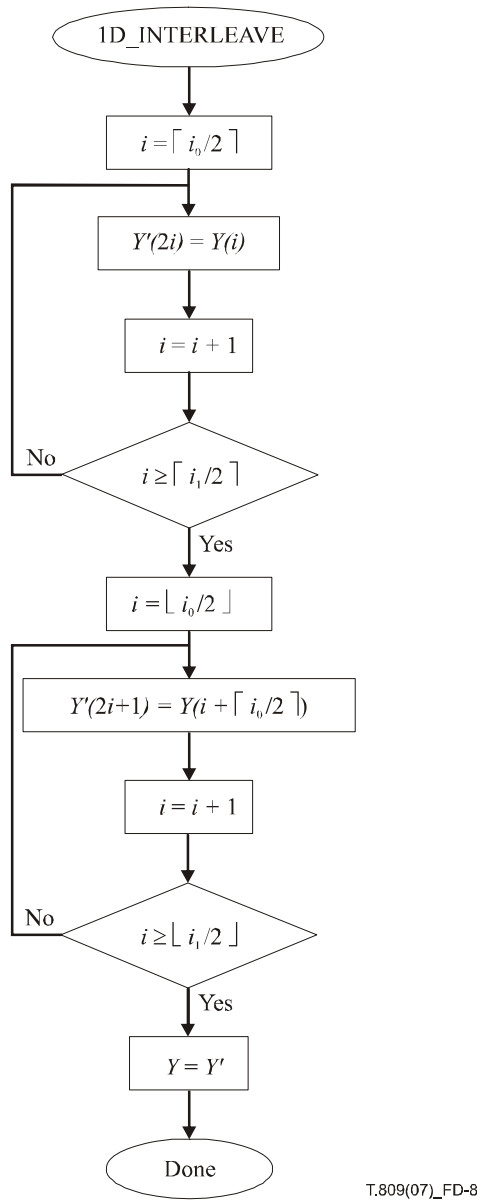 1D_INTERLEAVE
i = ⌈ i₀/2 ⌉
Y'(2i) = Y(i)
i = i + 1
No
i ≥ ⌈ i₁/2 ⌉
Yes
i = ⌊ i₀/2 ⌋
Y'(2i+1) = Y(i + ⌈ i₀/2 ⌉)
i = i + 1
No
i ≥ ⌊ i₁/2 ⌋
Yes
Y = Y'
Done
T.809(07)_FD-8